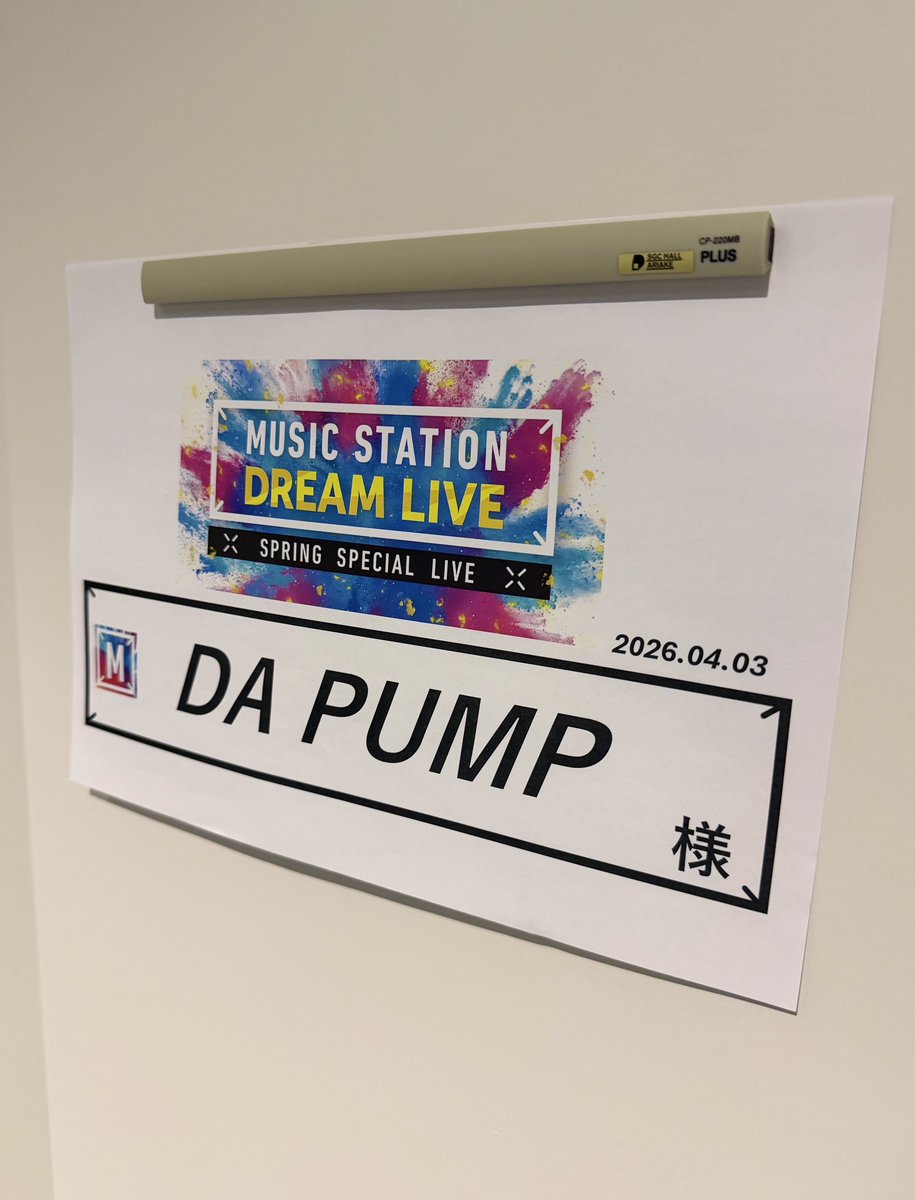 CP-220MB
SGC HALL
ARIAKE
PLUS
MUSIC STATION
DREAM LIVE
SPRING SPECIAL LIVE
2026.04.03
M
DA PUMP
様